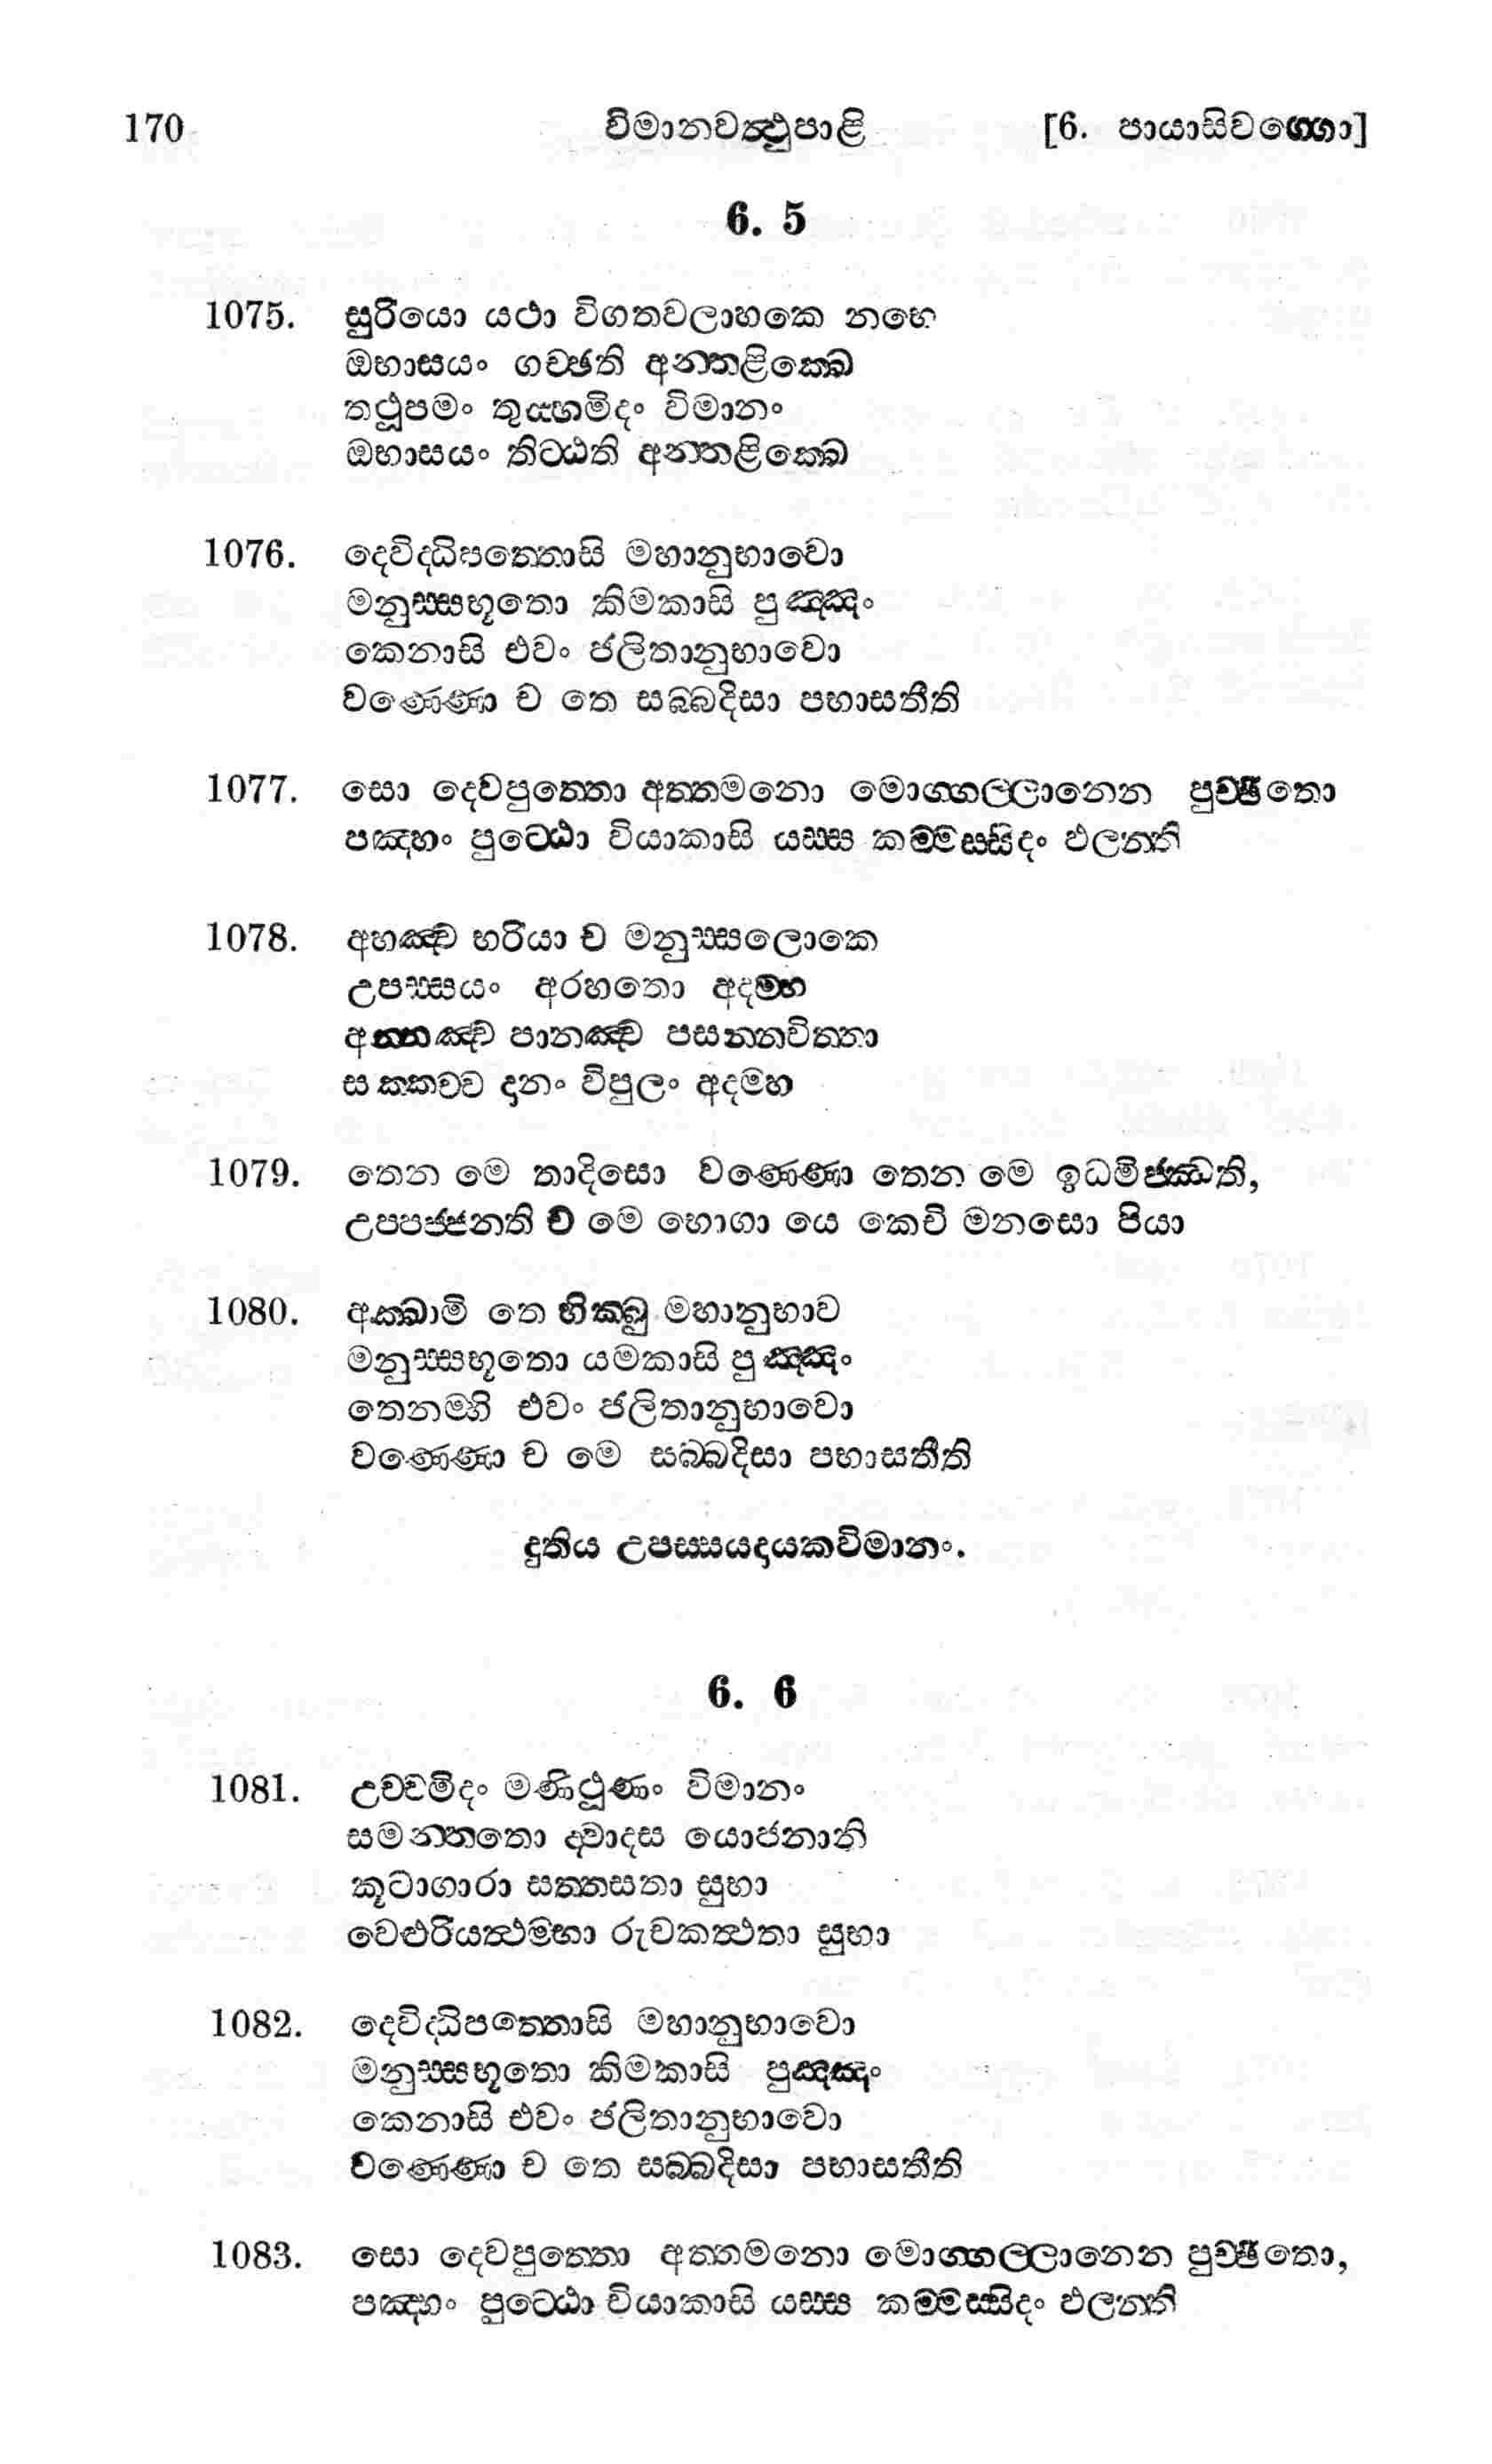 170 විමානවත්‍ථුපාළි [6. පායාසිවග්ගො]
6. 5
1075. සුරියො යථා විගතවලාහකෙ නභෙ
ඔභාසයං ගච්ඡති අන්තළික්ඛෙ
තථූපමං තුය්හමිදං විමානං
ඔභාසයං තිට්ඨති අන්තළික්ඛෙ
1076. දෙවිද්ධිපත්තොසි මහානුභාවො
මනුස්සභූතො කිමකාසි පුඤ්ඤං
කෙනාසි එවං ජලිතානුභාවො
වණ්ණො ච තෙ සබ්බදිසා පභාසතීති
1077. සො දෙවපුත්තො අත්තමනො මොග්ගල්ලානෙන පුච්ඡිතො
පඤ්හං පුට්ඨො වියාකාසි යස්ස කම්මස්සිදං ඵලන්ති
1078. අහඤ්ච භරියා ච මනුස්සලොකෙ
උපස්සයං අරහතො අදම්හ
අන්නඤ්ච පානඤ්ච පසන්නචිත්තා
සක්කච්ච දානං විපුලං අදම්හ
1079. තෙන මෙ තාදිසො වණ්ණො තෙන මෙ ඉධමිජ්ඣති,
උප්පජ්ජන්ති ච මෙ භොගා යෙ කෙචි මනසො පියා
1080. අක්ඛාමි තෙ භික්ඛු මහානුභාව
මනුස්සභූතො යමකාසි පුඤ්ඤං
තෙනම්හි එවං ජලිතානුභාවො
වණ්ණො ච මෙ සබ්බදිසා පභාසතීති
දුතිය උපස්සයදායකවිමානං.
6. 6
1081. උච්චමිදං මණිථූණං විමානං
සමන්තතො ද්වාදස යොජනානි
කූටාගාරා සත්තසතා සුභා
වෙළුරියත්ථම්භා රුචකත්ථතා සුභා
1082. දෙවිද්ධිපත්තොසි මහානුභාවො
මනුස්සභූතො කිමකාසි පුඤ්ඤං
කෙනාසි එවං ජලිතානුභාවො
වණ්ණො ච තෙ සබ්බදිසා පභාසතීති
1083. සො දෙවපුත්තො අත්තමනො මොග්ගල්ලානෙන පුච්ඡිතො,
පඤ්හං පුට්ඨො වියාකාසි යස්ස කම්මස්සිදං ඵලන්ති